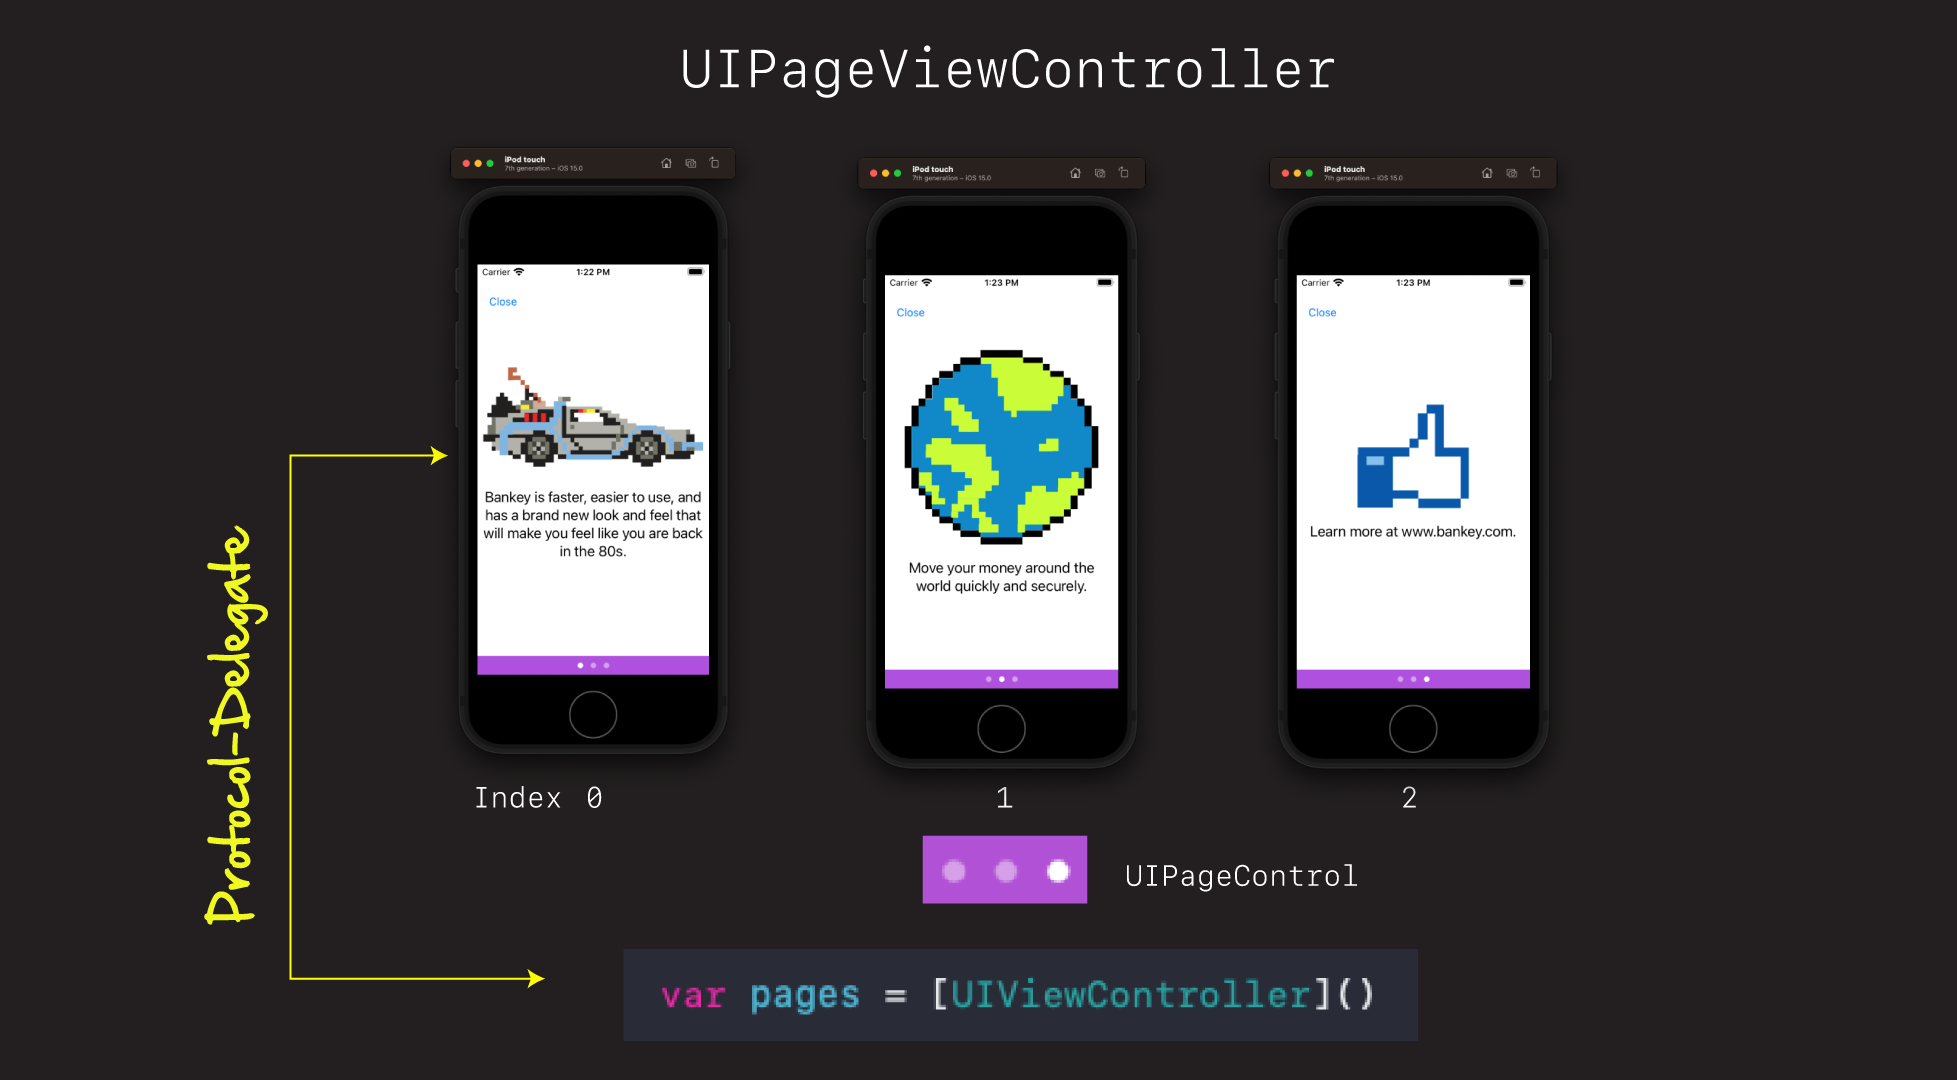 UIPageViewController
iPod touch
7th generation – iOS 15.0
Carrier
1:22 PM
Close
Bankey is faster, easier to use, and
has a brand new look and feel that
will make you feel like you are back
in the 80s.
Index 0
iPod touch
7th generation – iOS 15.0
Carrier
1:23 PM
Close
Move your money around the
world quickly and securely.
1
iPod touch
7th generation – iOS 15.0
Carrier
1:23 PM
Close
Learn more at www.bankey.com.
2
Protocol-Delegate
UIPageControl
var pages = [UIViewController]()